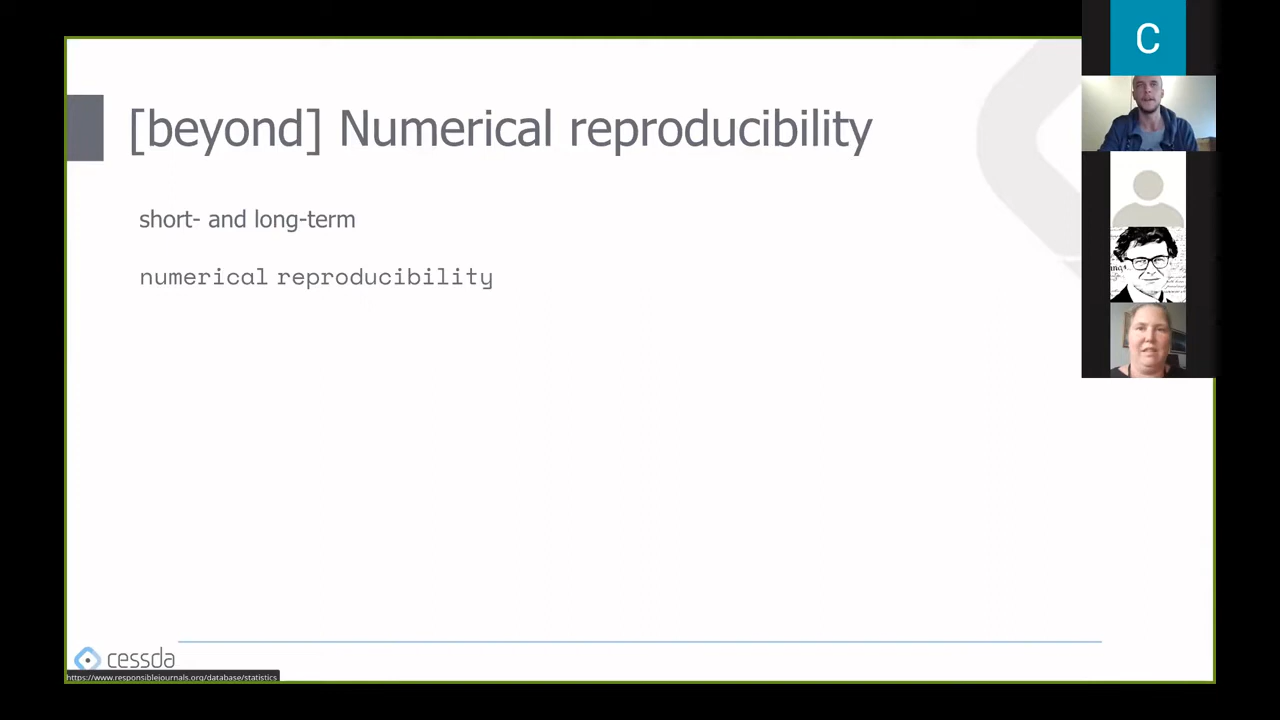 C
[beyond] Numerical reproducibility
short- and long-term
numerical reproducibility
cessda
https://www.responsiblejournals.org/database/statistics